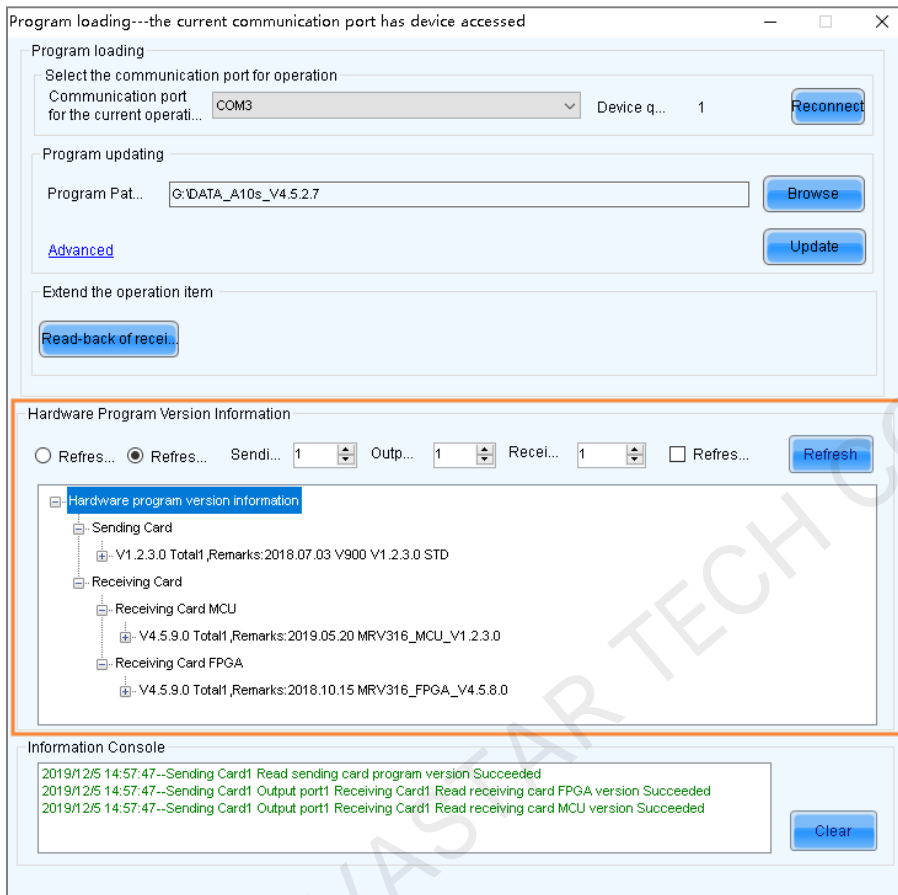 Program loading---the current communication port has device accessed
Program loading
Select the communication port for operation
Communication port
for the current operati...
COM3
Device q... 1
Reconnect
Program updating
Program Pat...
G:\DATA_A10s_V4.5.2.7
Browse
Advanced
Update
Extend the operation item
Read-back of recei...
Hardware Program Version Information
Refres... Refres... Sendi... 1 Outp... 1 Recei... 1 Refres... Refresh
Hardware program version information
Sending Card
V1.2.3.0 Total1,Remarks:2018.07.03 V900 V1.2.3.0 STD
Receiving Card
Receiving Card MCU
V4.5.9.0 Total1,Remarks:2019.05.20 MRV316_MCU_V1.2.3.0
Receiving Card FPGA
V4.5.9.0 Total1,Remarks:2018.10.15 MRV316_FPGA_V4.5.8.0
Information Console
2019/12/5 14:57:47--Sending Card1 Read sending card program version Succeeded
2019/12/5 14:57:47--Sending Card1 Output port1 Receiving Card1 Read receiving card FPGA version Succeeded
2019/12/5 14:57:47--Sending Card1 Output port1 Receiving Card1 Read receiving card MCU version Succeeded
Clear
VASTAR TECH CO